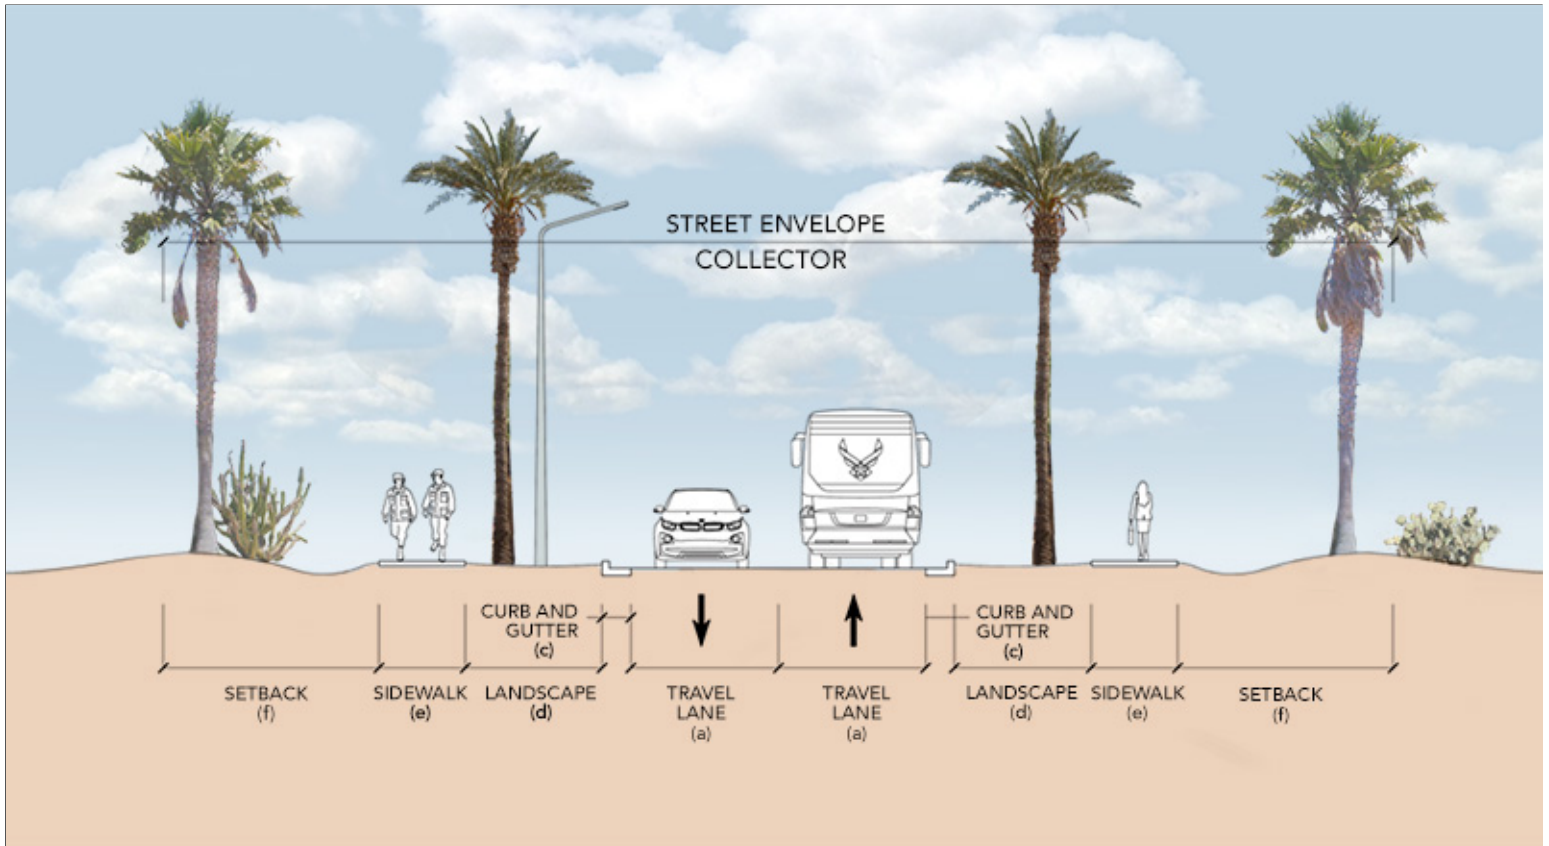 STREET ENVELOPE
COLLECTOR
CURB AND
GUTTER
(c)
CURB AND
GUTTER
(c)
SETBACK
(f)
SIDEWALK
(e)
LANDSCAPE
(d)
TRAVEL
LANE
(a)
TRAVEL
LANE
(a)
LANDSCAPE
(d)
SIDEWALK
(e)
SETBACK
(f)